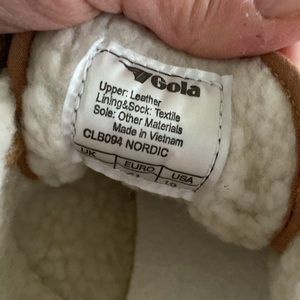 Gola
Upper: Leather
Lining&Sock: Textile
Sole: Other Materials
Made in Vietnam
CLB094 NORDIC
UK EURO USA